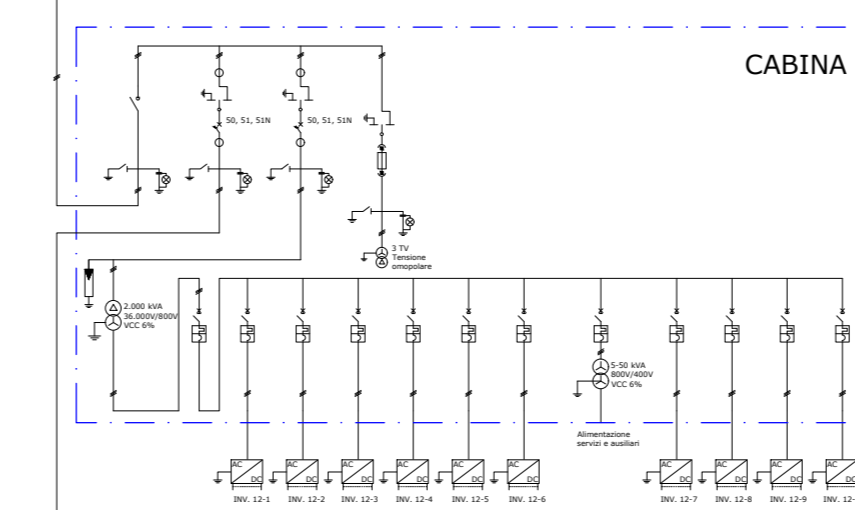 CABINA
50, 51, 51N
50, 51, 51N
3 TV
Tensione
omopolare
2.000 kVA
36.000V/800V
VCC 6%
5-50 kVA
800V/400V
VCC 6%
Alimentazione
servizi e ausiliari
AC
DC
AC
DC
AC
DC
AC
DC
AC
DC
AC
DC
AC
DC
AC
DC
AC
DC
AC
DC
INV. 12-1
INV. 12-2
INV. 12-3
INV. 12-4
INV. 12-5
INV. 12-6
INV. 12-7
INV. 12-8
INV. 12-9
INV. 12-